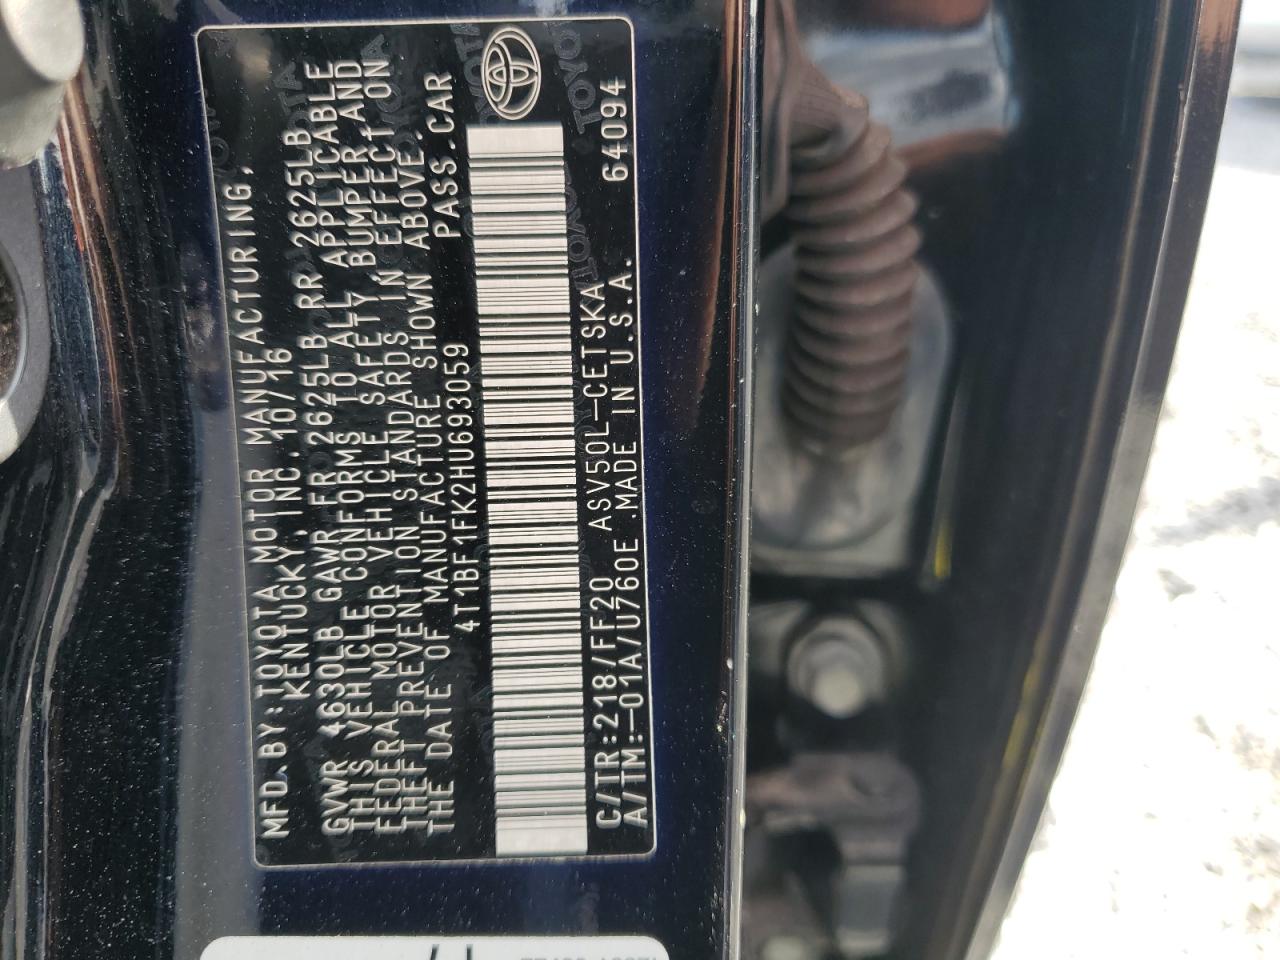 MFD.BY:TOYOTA MOTOR MANUFACTURING,
KENTUCKY, INC. 10/16
GVWR 4630LB GAWR FR 2625LB RR 2625LB
THIS VEHICLE CONFORMS TO ALL APPLICABLE
FEDERAL MOTOR VEHICLE SAFETY, BUMPER AND
THEFT PREVENTION STANDARDS IN EFFECT ON
THE DATE OF MANUFACTURE SHOWN ABOVE.
4T1BF1FK2HU693059 PASS.CAR
C/TR:218/FF20 ASV50L-CETSKA 64094
A/TM:-01A/U760E .MADE IN U.S.A.